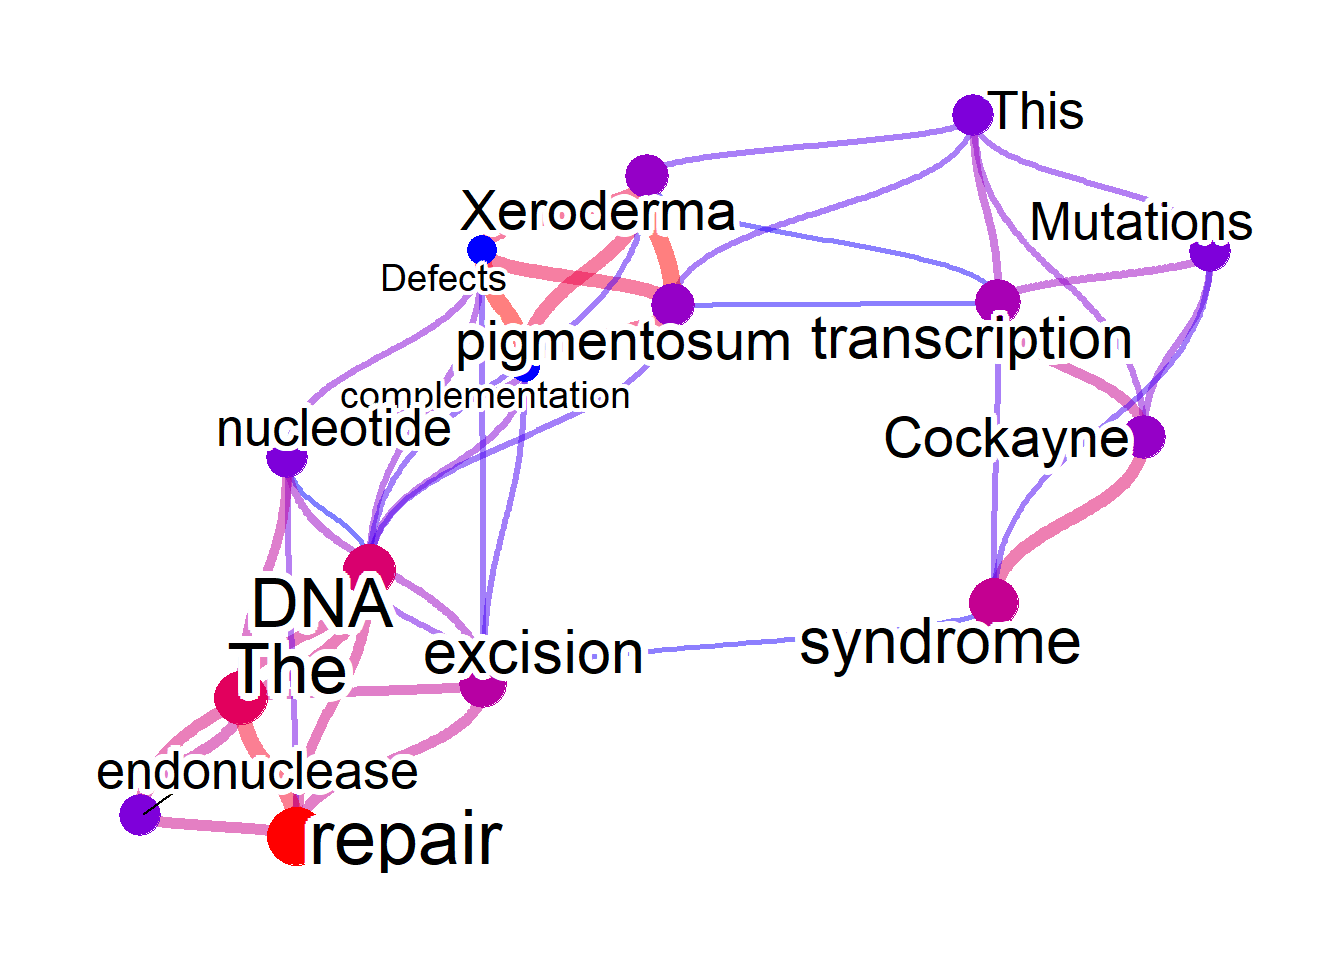 This
Xeroderma
Mutations
Defects
pigmentosum
transcription
complementation
nucleotide
Cockayne
DNA
The
excision
syndrome
endonuclease
repair